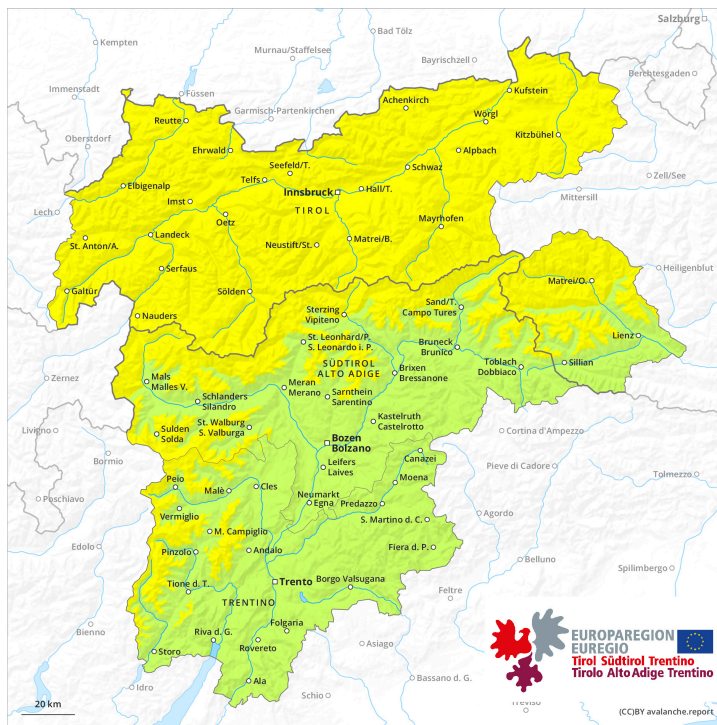 Salzburg
Bad Tölz
Kempten
Murnau/Staffelsee
Bayrischzell
Berchtesgaden
Immenstadt
Füssen
Garmisch-Partenkirchen
Achenkirch
Kufstein
Reutte
Wörgl
Oberstdorf
Ehrwald
Kitzbühel
Alpbach
Seefeld/T.
Schwaz
Telfs
Zell/See
Elbigenalp
Innsbruck
Hall/T.
Mittersill
Imst
TIROL
Lech
Oetz
Mayrhofen
St. Anton/A.
Landeck
Neustift/St.
Matrei/B.
Serfaus
Heiligenblut
Galtür
Sölden
Matrei/O.
Nauders
Sterzing
Vipiteno
Sand/T.
Campo Tures
Lienz
St. Leonhard/P.
S. Leonardo i. P.
Bruneck
Brunico
SÜDTIROL
ALTO ADIGE
Toblach
Dobbiaco
Sillian
Zernez
Mals
Malles V.
Meran
Merano
Brixen
Bressanone
Schlanders
Silandro
Sarnthein
Sarentino
St. Walburg
S. Valburga
Kastelruth
Castelrotto
Livigno
Sulden
Solda
Cortina d'Ampezzo
Bozen
Bolzano
Bormio
Canazei
Pieve di Cadore
Leifers
Laives
Tolmezzo
Peio
Malè
Cles
Moena
Poschiavo
Neumarkt
Egna
Predazzo
Vermiglio
Agordo
S. Martino d. C.
M. Campiglio
Edolo
Pinzolo
Andalo
Fiera d. P.
Belluno
Spilimbergo
Trento
Borgo Valsugana
Tione d. T.
Feltre
TRENTINO
Folgaria
Bienno
Riva d. G.
Rovereto
Asiago
Storo
Bassano d. G.
Ala
Idro
Schio
Treviso
20 km
EUROPAREGION
EUREGIO
Tirol Südtirol Trentino
Tirolo Alto Adige Trentino
(CC)BY avalanche.report